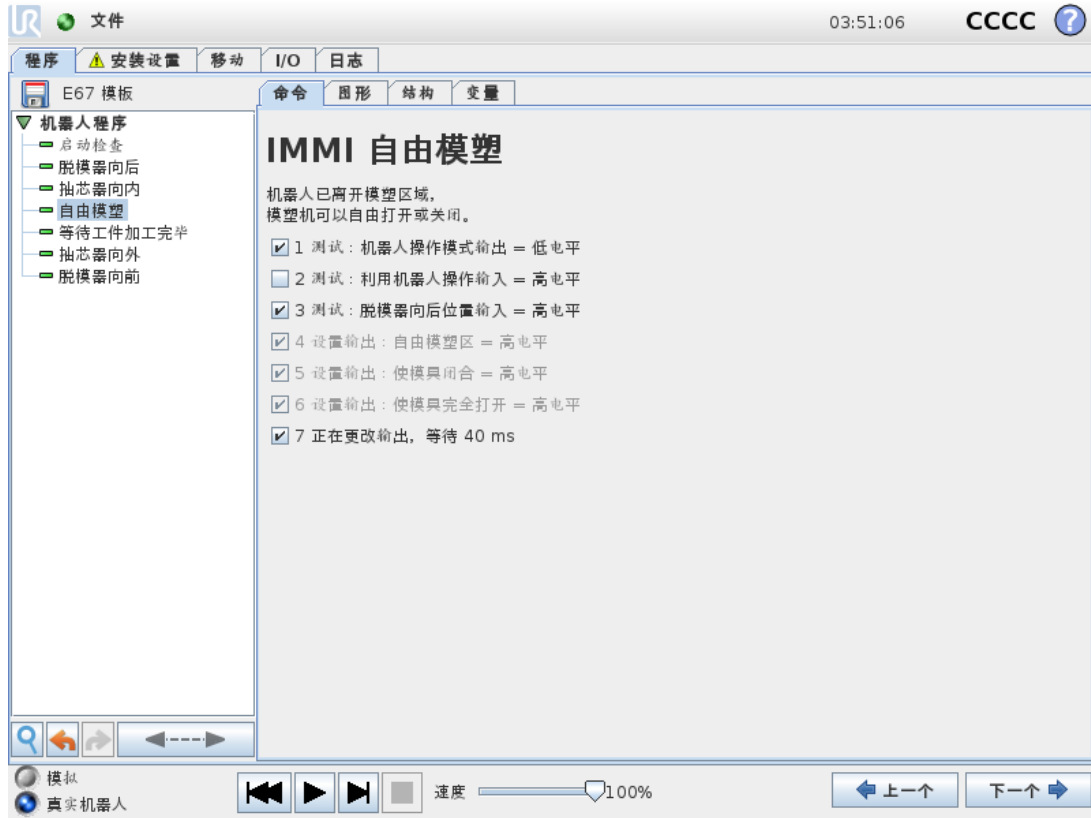 UR 文件 03:51:06 CCCC ?
程序 安装设置 移动 I/O 日志
E67 模板
命令 图形 结构 变量
机器人程序
启动检查
脱模器向后
抽芯器向内
自由模塑
等待工件加工完毕
抽芯器向外
脱模器向前
IMMI 自由模塑
机器人已离开模塑区域,
模塑机可以自由打开或关闭。
1 测试：机器人操作模式输出 = 低电平
2 测试：利用机器人操作输入 = 高电平
3 测试：脱模器向后位置输入 = 高电平
4 设置输出：自由模塑区 = 高电平
5 设置输出：使模具闭合 = 高电平
6 设置输出：使模具完全打开 = 高电平
7 正在更改输出, 等待 40 ms
模拟
真实机器人
速度 100%
上一个 下一个